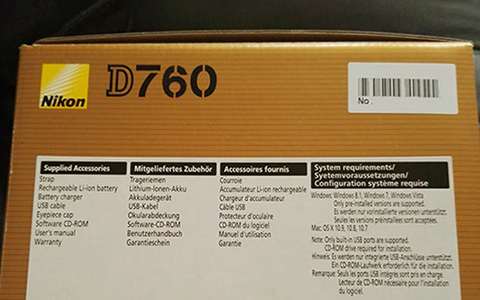 Nikon
D760
No.
Supplied Accessories
Strap
Rechargeable Li-ion battery
Battery charger
USB cable
Eyepiece cap
Software CD-ROM
User's manual
Warranty
Mitgeliefertes Zubehör
Trageriemen
Lithium-Ionen-Akku
Akkuladegerät
USB-Kabel
Okularabdeckung
Software-CD-ROM
Benutzerhandbuch
Garantieschein
Accessoires fournis
Courroie
Accumulateur Li-ion rechargeable
Chargeur d'accumulateur
Câble USB
Protecteur d'oculaire
CD-ROM du logiciel
Manuel d'utilisation
Garantie
System requirements/
Syetemvoraussetzungen/
Configuration système requise
Windows: Windows 8.1, Windows 7, Windows Vista
Only pre-installed versions are supported.
Es werden nur vorinstallierte versionen unterstützt.
Seules les versions préinstallées sont acceptées.
Mac: OS X 10.9, 10.8, 10.7
Note: Only built-in USB ports are supported.
CD-ROM drive required for installation.
Hinweis: Es werden nur integrierte USB-Anschlüsse unterstützt.
Ein CD-ROM-Laufwerk erforderlich für die installation.
Remarque: Seuls les ports USB intégrés sont pris en charge.
Lecteur de CD-ROM nécessaire pour l'installation
du logiciel.